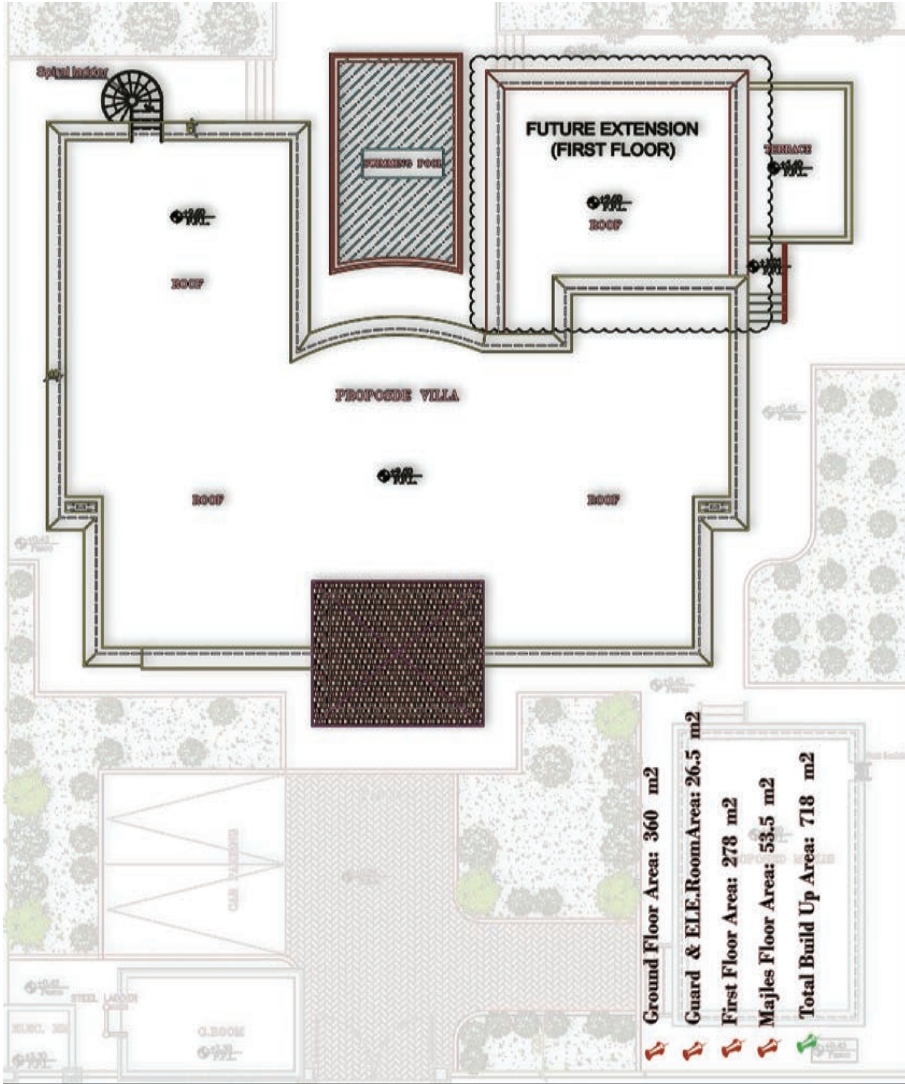 Spiral ladder
SWIMMING POOL
FUTURE EXTENSION
(FIRST FLOOR)
TERRACE
ROOF
ROOF
PROPOSDE VILLA
ROOF
ROOF
CAR PARKING
STEEL LADDER
G.ROOM
Ground Floor Area: 360 m2
Guard & ELE.RoomArea: 26.5 m2
First Floor Area: 278 m2
Majles Floor Area: 53.5 m2
Total Build Up Area: 718 m2